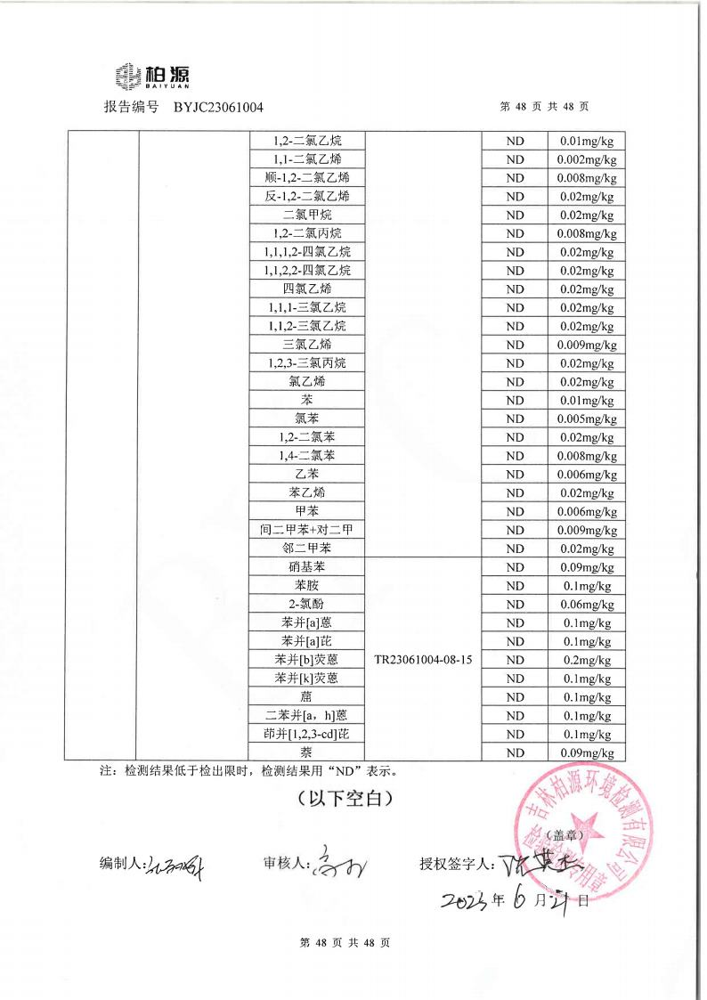 柏源
BAIYUAN
报告编号 BYJC23061004 第 48 页 共 48 页
1,2-二氯乙烷 ND 0.01mg/kg
1,1-二氯乙烯 ND 0.002mg/kg
顺-1,2-二氯乙烯 ND 0.008mg/kg
反-1,2-二氯乙烯 ND 0.02mg/kg
二氯甲烷 ND 0.02mg/kg
1,2-二氯丙烷 ND 0.008mg/kg
1,1,1,2-四氯乙烷 ND 0.02mg/kg
1,1,2,2-四氯乙烷 ND 0.02mg/kg
四氯乙烯 ND 0.02mg/kg
1,1,1-三氯乙烷 ND 0.02mg/kg
1,1,2-三氯乙烷 ND 0.02mg/kg
三氯乙烯 ND 0.009mg/kg
1,2,3-三氯丙烷 ND 0.02mg/kg
氯乙烯 ND 0.02mg/kg
苯 ND 0.01mg/kg
氯苯 ND 0.005mg/kg
1,2-二氯苯 ND 0.02mg/kg
1,4-二氯苯 ND 0.008mg/kg
乙苯 ND 0.006mg/kg
苯乙烯 ND 0.02mg/kg
甲苯 ND 0.006mg/kg
间二甲苯+对二甲 ND 0.009mg/kg
邻二甲苯 ND 0.02mg/kg
硝基苯 ND 0.09mg/kg
苯胺 ND 0.1mg/kg
2-氯酚 ND 0.06mg/kg
苯并[a]蒽 ND 0.1mg/kg
苯并[a]芘 ND 0.1mg/kg
苯并[b]荧蒽 TR23061004-08-15 ND 0.2mg/kg
苯并[k]荧蒽 ND 0.1mg/kg
䓛 ND 0.1mg/kg
二苯并[a，h]蒽 ND 0.1mg/kg
茚并[1,2,3-cd]芘 ND 0.1mg/kg
萘 ND 0.09mg/kg
注：检测结果低于检出限时，检测结果用“ND”表示。
（以下空白）
吉林柏源环境检测有限公司
（盖章）
检验检测专用章
编制人： 审核人： 授权签字人：
2023年6月21日
第 48 页 共 48 页